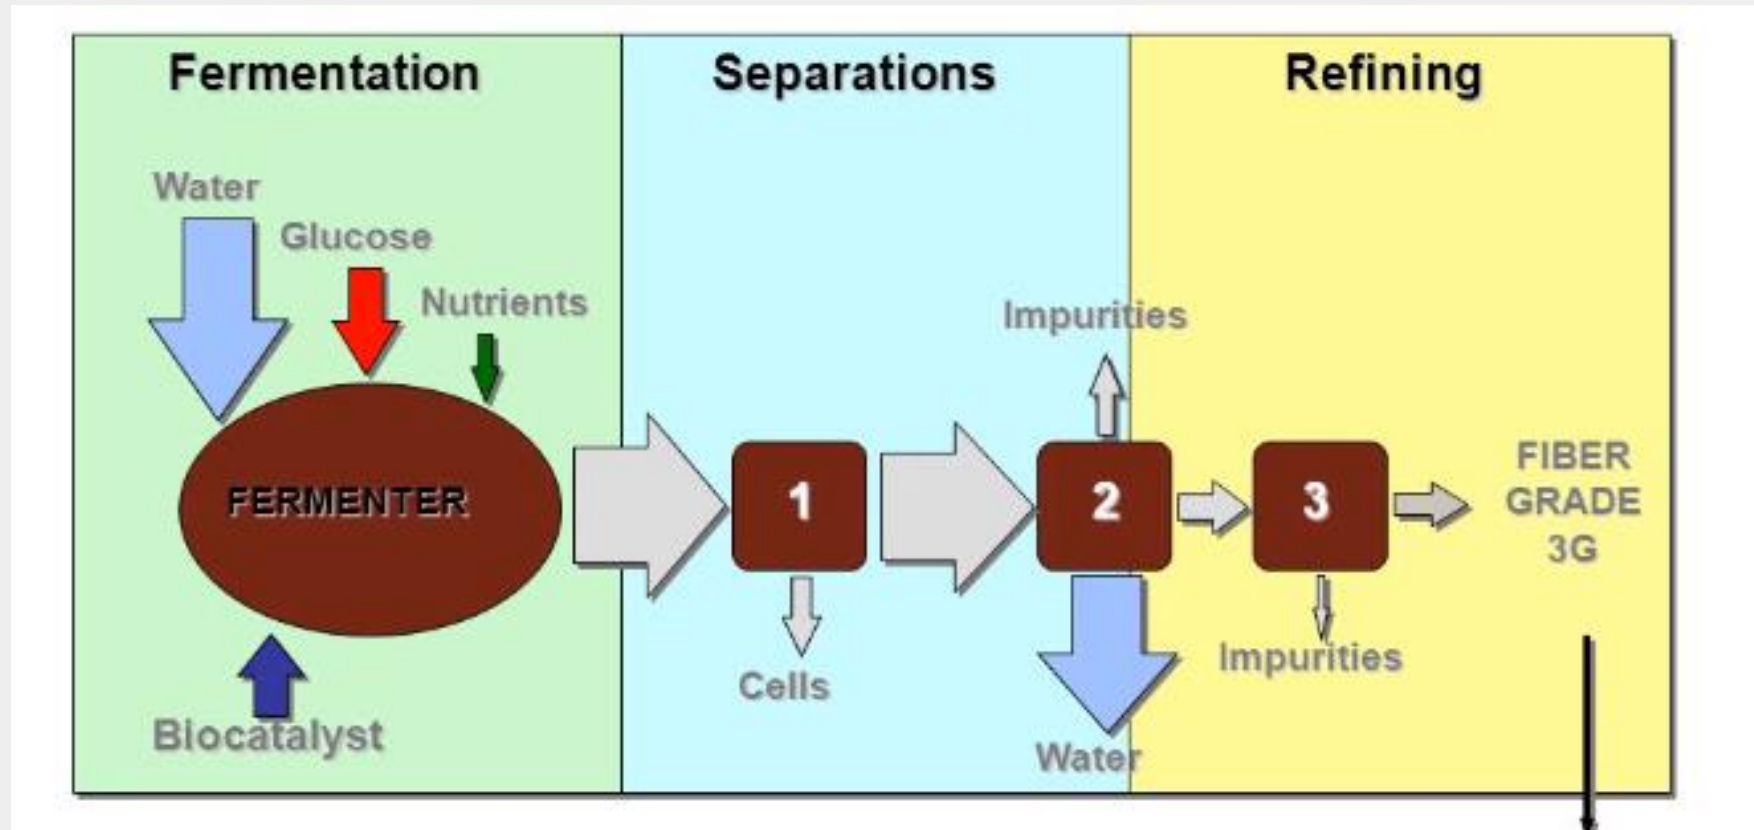 Fermentation
Separations
Refining
Water
Glucose
Nutrients
Impurities
FERMENTER
1
2
3
FIBER
GRADE
3G
Cells
Impurities
Biocatalyst
Water